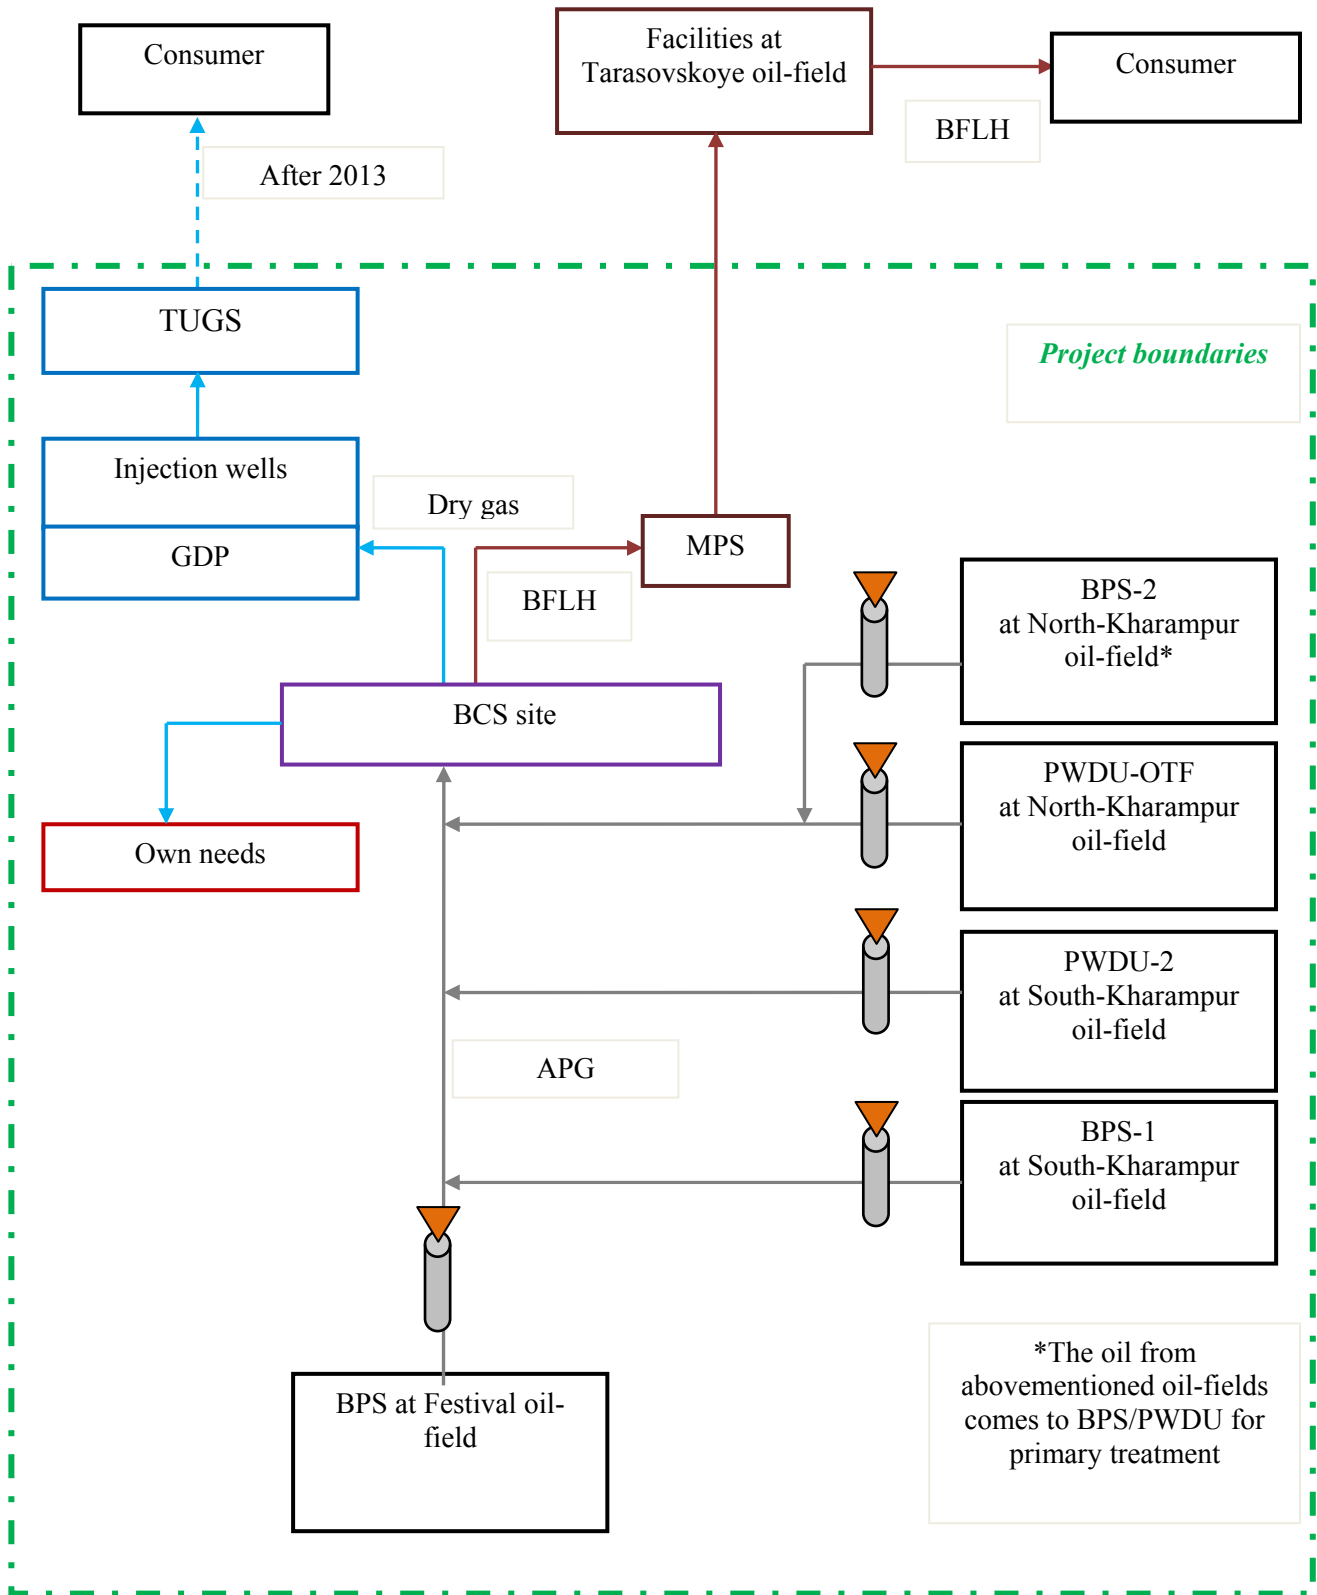 Consumer
Facilities at
Tarasovskoye oil-field
Consumer
BFLH
After 2013
TUGS
Project boundaries
Injection wells
Dry gas
GDP
MPS
BFLH
BPS-2
at North-Kharampur
oil-field*
BCS site
PWDU-OTF
at North-Kharampur
oil-field
Own needs
PWDU-2
at South-Kharampur
oil-field
APG
BPS-1
at South-Kharampur
oil-field
*The oil from
abovementioned oil-fields
comes to BPS/PWDU for
primary treatment
BPS at Festival oil-
field